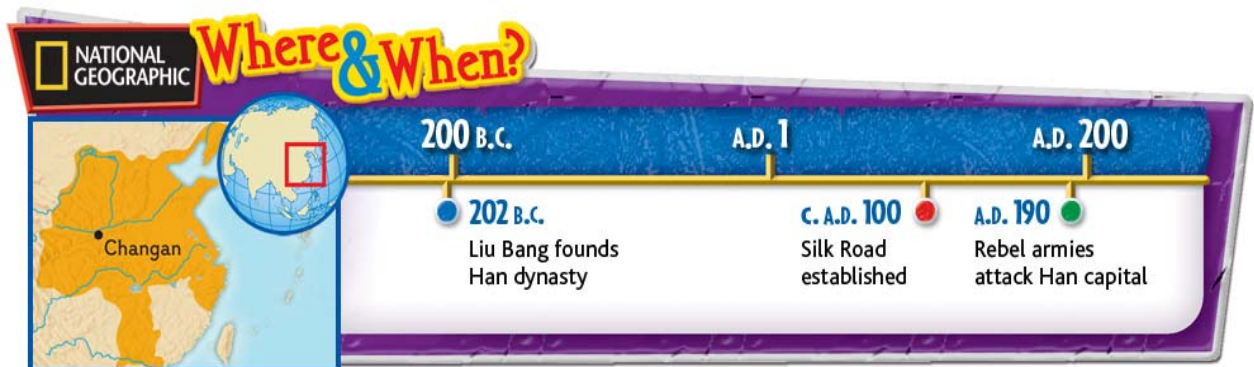 NATIONAL
GEOGRAPHIC
Where & When?
Changan
200 B.C.
A.D. 1
A.D. 200
202 B.C.
Liu Bang founds
Han dynasty
C. A.D. 100
Silk Road
established
A.D. 190
Rebel armies
attack Han capital